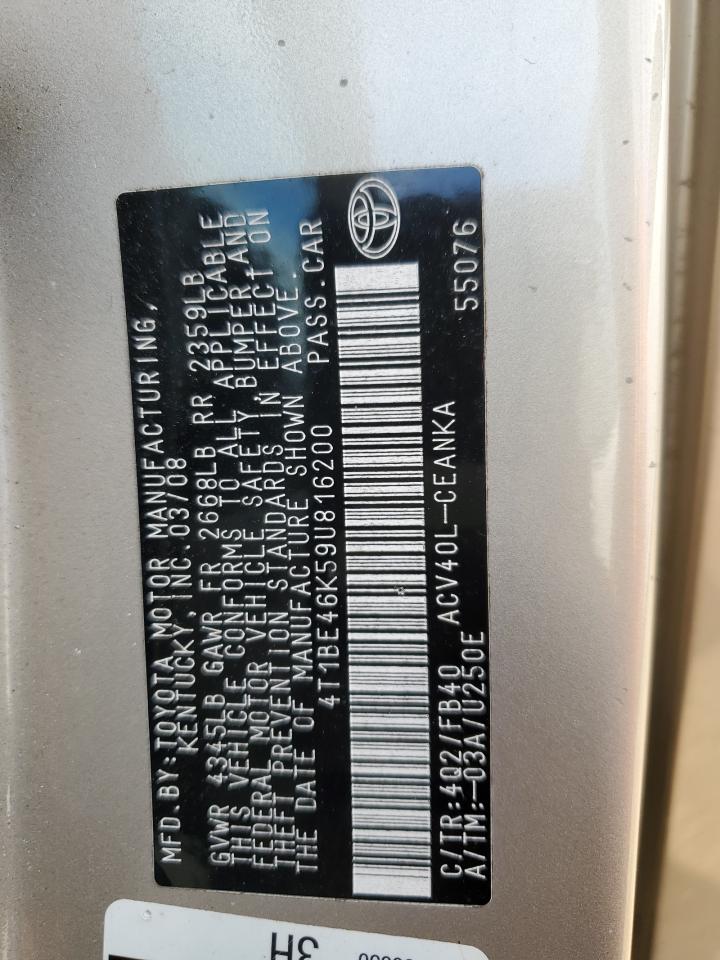 MFD.BY:TOYOTA MOTOR MANUFACTURING,
KENTUCKY, INC.03/08
GVWR 4345LB GAWR FR 2668LB RR 2359LB
THIS VEHICLE CONFORMS TO ALL APPLICABLE
FEDERAL MOTOR VEHICLE SAFETY,BUMPER,AND
THEFT PREVENTION STANDARDS IN EFFECT ON
THE DATE OF MANUFACTURE SHOWN ABOVE.
4T1BE46K59U816200 PASS.CAR
C/TR:4Q2/FB40 ACV40L-CEANKA
A/TM:-03A/U250E 55076
3H